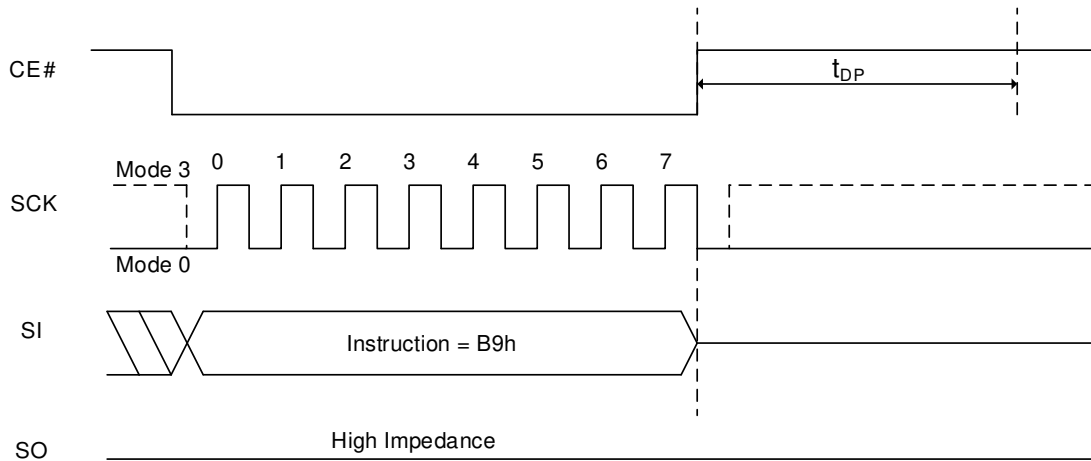 CE#
tDP
Mode 3 0 1 2 3 4 5 6 7
SCK
Mode 0
SI
Instruction = B9h
High Impedance
SO